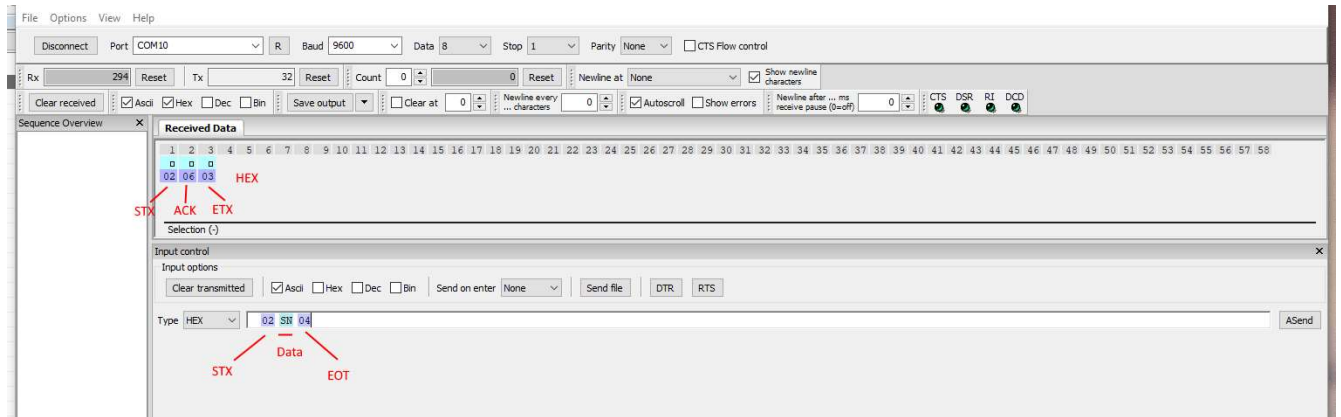 File Options View Help
Disconnect Port COM10 R Baud 9600 Data 8 Stop 1 Parity None CTS Flow control
Rx 294 Reset Tx 32 Reset Count 0 0 Reset Newline at None Show newline characters
Clear received Ascii Hex Dec Bin Save output Clear at 0 Newline every ... characters 0 Autoscroll Show errors Newline after ... ms receive pause (0=off) 0 CTS DSR RI DCD
Sequence Overview X Received Data
1 2 3 4 5 6 7 8 9 10 11 12 13 14 15 16 17 18 19 20 21 22 23 24 25 26 27 28 29 30 31 32 33 34 35 36 37 38 39 40 41 42 43 44 45 46 47 48 49 50 51 52 53 54 55 56 57 58
02 06 03 HEX
STX ACK ETX
Selection (-)
Input control
Input options
Clear transmitted Ascii Hex Dec Bin Send on enter None Send file DTR RTS
Type HEX 02 SN 04 ASend
Data
STX EOT